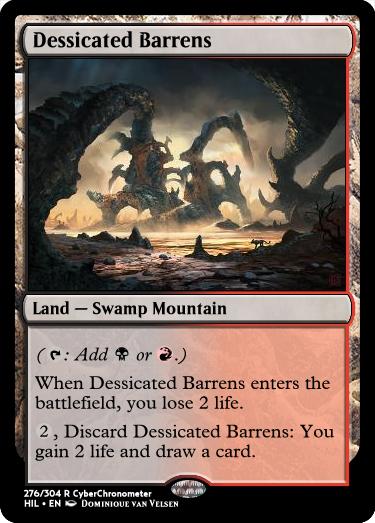 Dessicated Barrens
Land — Swamp Mountain
( : Add or .)
When Dessicated Barrens enters the
battlefield, you lose 2 life.
2 , Discard Dessicated Barrens: You
gain 2 life and draw a card.
276/304 R CyberChronometer
HIL • EN Dominique van Velsen